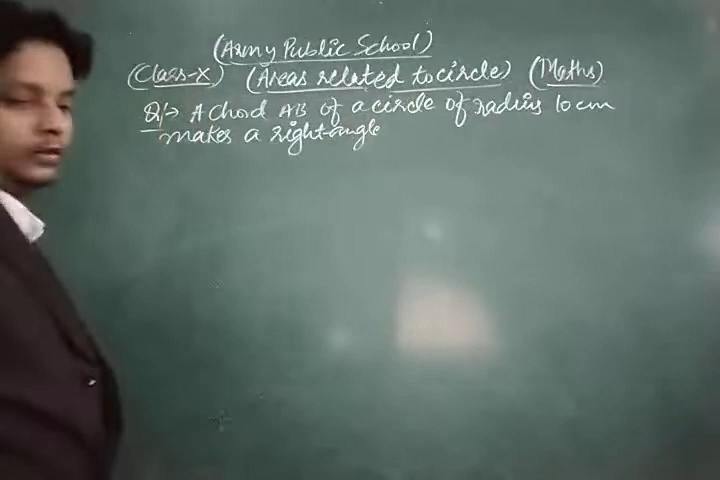 (Army Public School)
(Class-X) (Areas related to circle) (Maths)
Q1→ A Chord AB of a circle of radius 10 cm
makes a right-angle